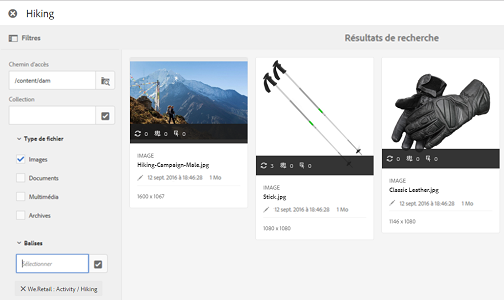 Hiking
Filtres
Résultats de recherche
Chemin d'accès
/content/dam
Collection
Type de fichier
Images
Documents
Multimédia
Archives
Balises
Sélectionner
We.Retail : Activity / Hiking
0 0 0
IMAGE
Hiking-Campaign-Male.jpg
12 sept. 2016 à 18:46:28 1 Mo
1600 x 1067
3 0 0
IMAGE
Stick.jpg
12 sept. 2016 à 18:46:28 1 Mo
1080 x 1080
0 0 0
IMAGE
Classic Leather.jpg
12 sept. 2016 à 18:46:28 1 Mo
1146 x 1080